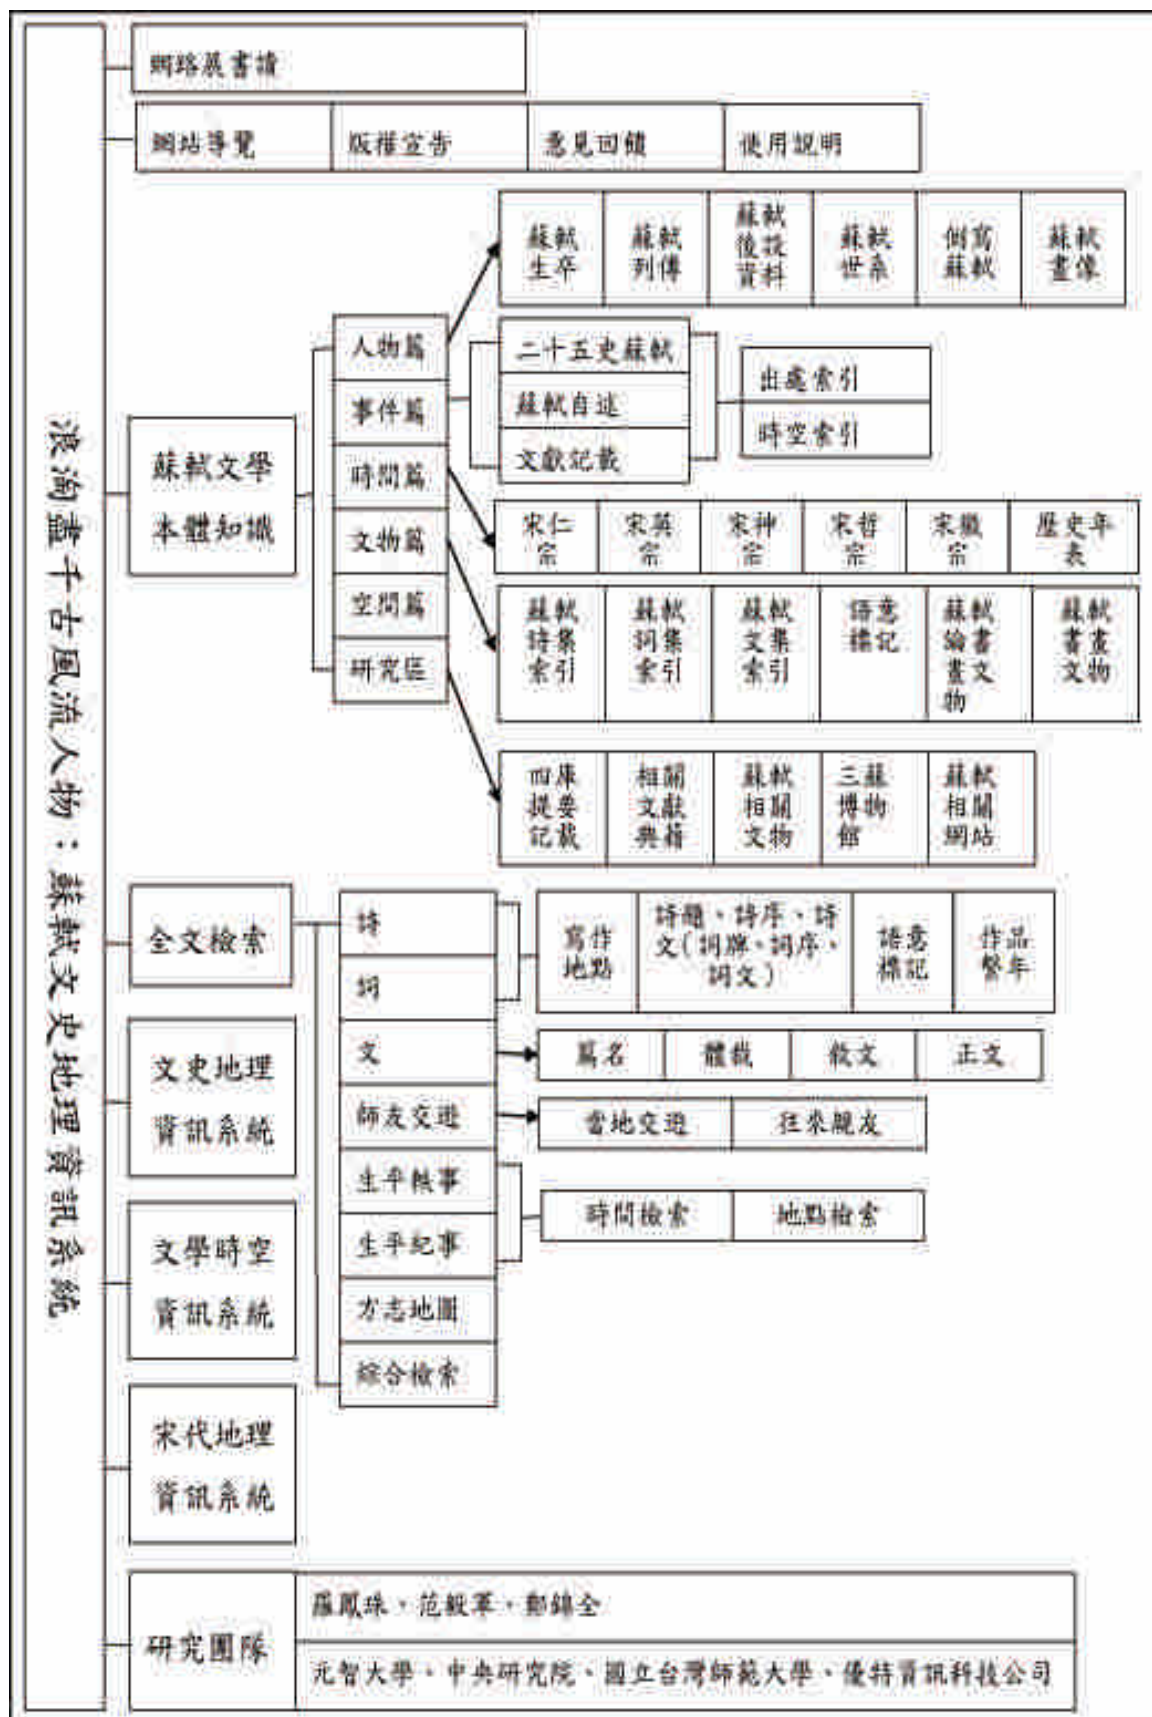 浪淘盡千古風流人物：蘇軾文史地理資訊系統
網路展書讀
網站導覽
版權宣告
意見回饋
使用說明
蘇軾文學
本體知識
人物篇
事件篇
時間篇
文物篇
空間篇
研究區
蘇軾
生卒
蘇軾
列傳
蘇軾
後設
資料
蘇軾
世系
側寫
蘇軾
蘇軾
畫像
二十五史蘇軾
蘇軾自述
文獻記載
出處索引
時空索引
宋仁
宗
宋英
宗
宋神
宗
宋哲
宗
宋徽
宗
歷史年
表
蘇軾
詩集
索引
蘇軾
詞集
索引
蘇軾
文集
索引
語意
標記
蘇軾
論書
畫文
物
蘇軾
書畫
文物
四庫
提要
記載
相關
文獻
典籍
蘇軾
相關
文物
三蘇
博物
館
蘇軾
相關
網站
全文檢索
詩
詞
文
師友交遊
生平軼事
生平紀事
方志地圖
綜合檢索
寫作
地點
詩題、詩序、詩
文(詞牌、詞序、
詞文)
語意
標記
作品
繫年
篇名
體裁
敘文
正文
當地交遊
往來親友
時間檢索
地點檢索
文史地理
資訊系統
文學時空
資訊系統
宋代地理
資訊系統
研究團隊
羅鳳珠、范毅軍、鄭錦全
元智大學、中央研究院、國立台灣師範大學、優特資訊科技公司